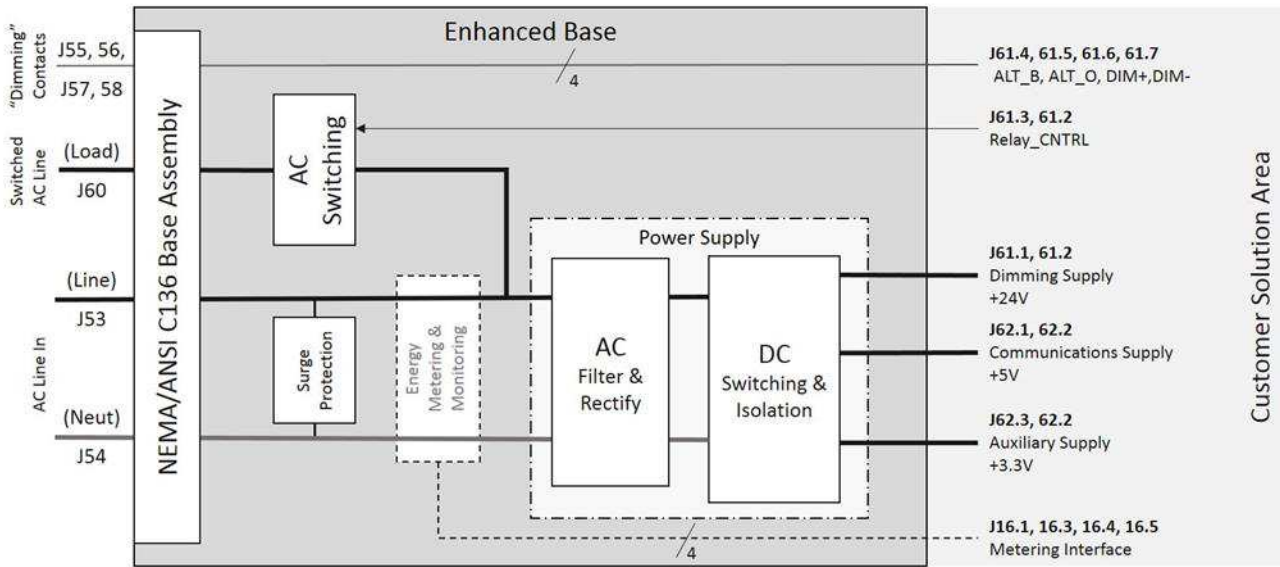 Enhanced Base
"Dimming"
Contacts
J55, 56,
J57, 58
4
J61.4, 61.5, 61.6, 61.7
ALT_B, ALT_O, DIM+,DIM-
J61.3, 61.2
Relay_CNTRL
Switched
AC Line
(Load)
J60
AC
Switching
NEMA/ANSI C136 Base Assembly
AC Line In
(Line)
J53
(Neut)
J54
Surge
Protection
Energy
Metering &
Monitoring
Power Supply
AC
Filter &
Rectify
DC
Switching &
Isolation
J61.1, 61.2
Dimming Supply
+24V
J62.1, 62.2
Communications Supply
+5V
J62.3, 62.2
Auxiliary Supply
+3.3V
4
J16.1, 16.3, 16.4, 16.5
Metering Interface
Customer Solution Area